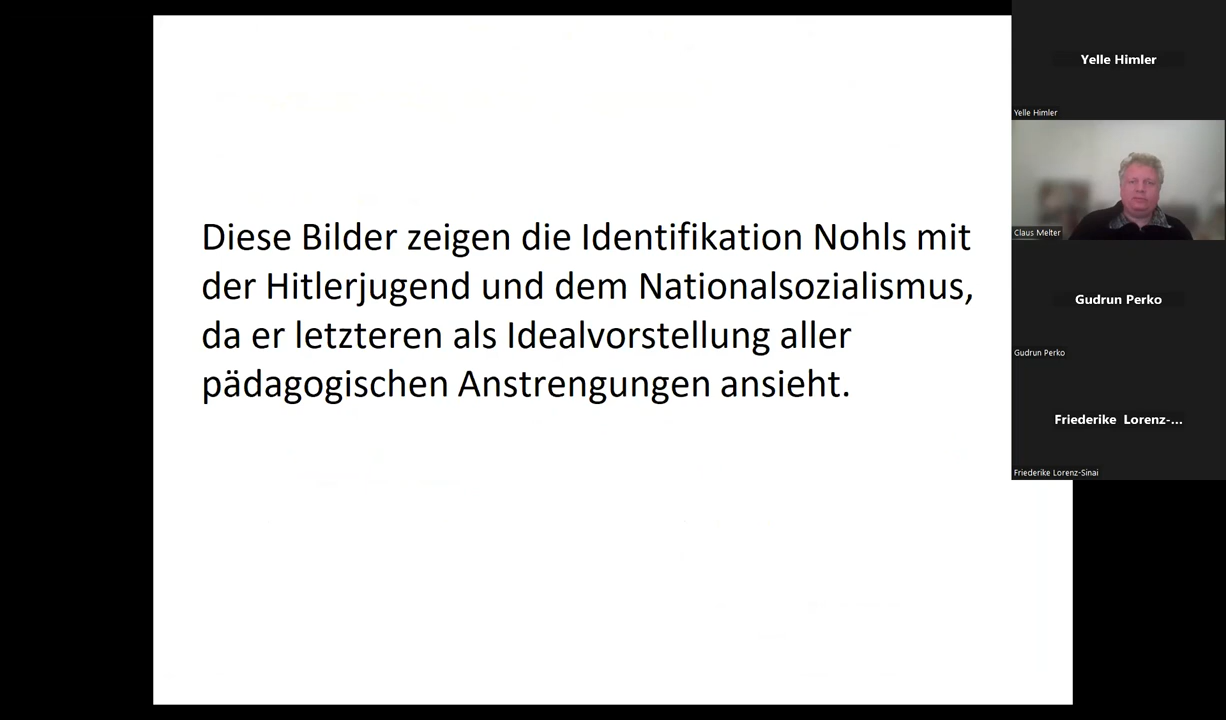 Diese Bilder zeigen die Identifikation Nohls mit
der Hitlerjugend und dem Nationalsozialismus,
da er letzteren als Idealvorstellung aller
pädagogischen Anstrengungen ansieht.
Yelle Himler
Yelle Himler
Claus Melter
Gudrun Perko
Gudrun Perko
Friederike Lorenz-...
Friederike Lorenz-Sinai